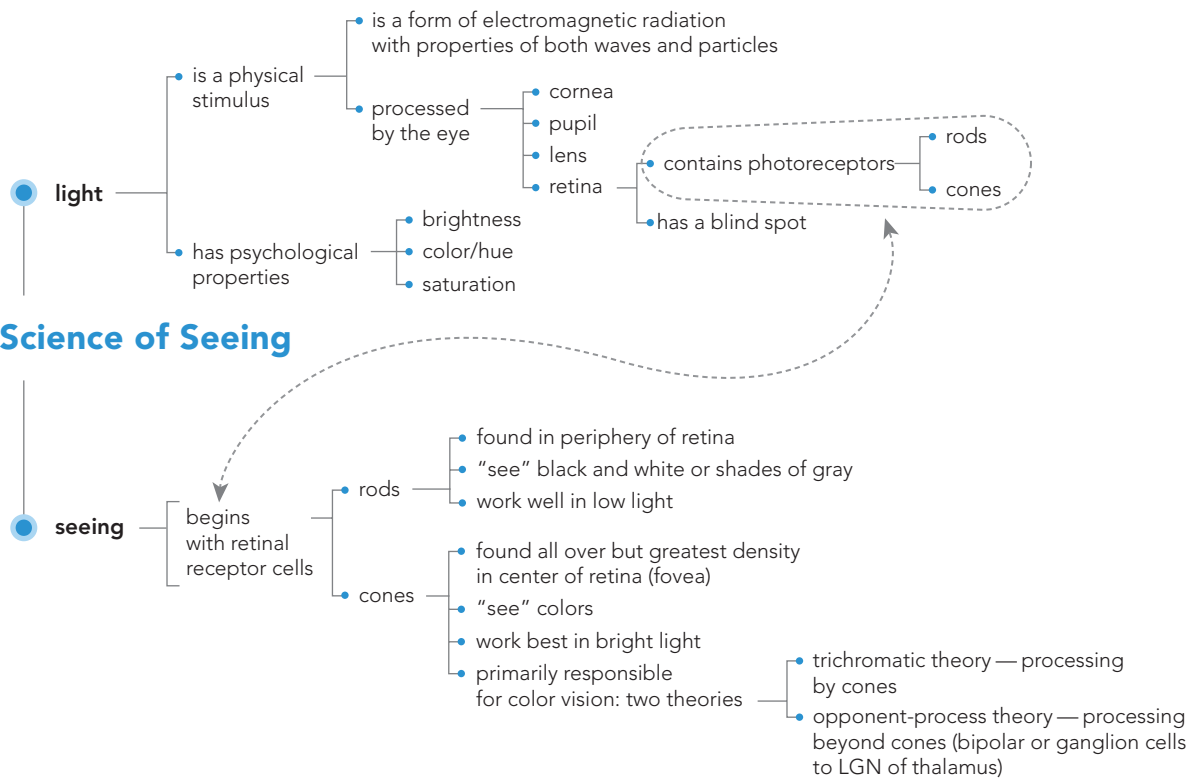 is a form of electromagnetic radiation
with properties of both waves and particles
is a physical
stimulus
processed
by the eye
cornea
pupil
lens
retina
contains photoreceptors
rods
cones
has a blind spot
light
has psychological
properties
brightness
color/hue
saturation
Science of Seeing
seeing
begins
with retinal
receptor cells
rods
found in periphery of retina
“see” black and white or shades of gray
work well in low light
cones
found all over but greatest density
in center of retina (fovea)
“see” colors
work best in bright light
primarily responsible
for color vision: two theories
trichromatic theory — processing
by cones
opponent-process theory — processing
beyond cones (bipolar or ganglion cells
to LGN of thalamus)